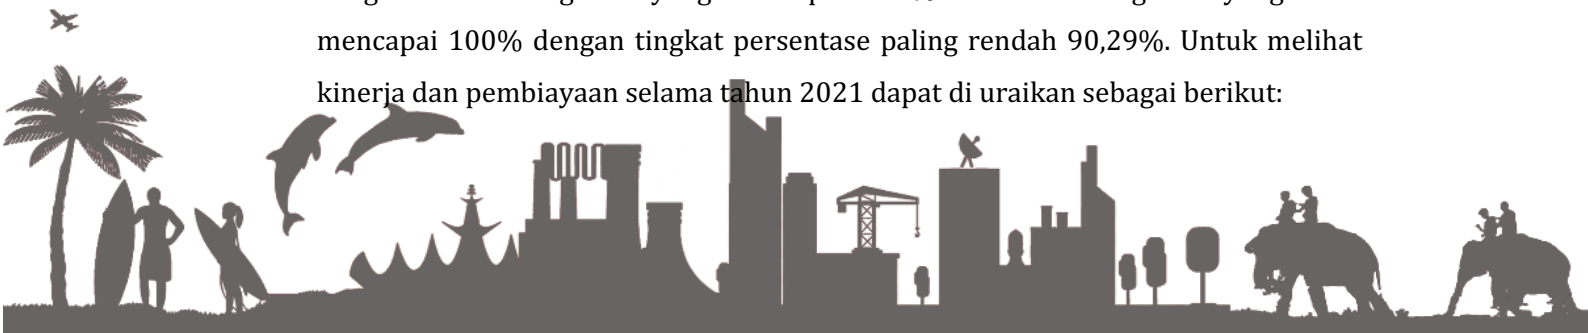 mencapai 100% dengan tingkat persentase paling rendah 90,29%. Untuk melihat
kinerja dan pembiayaan selama tahun 2021 dapat di uraikan sebagai berikut: